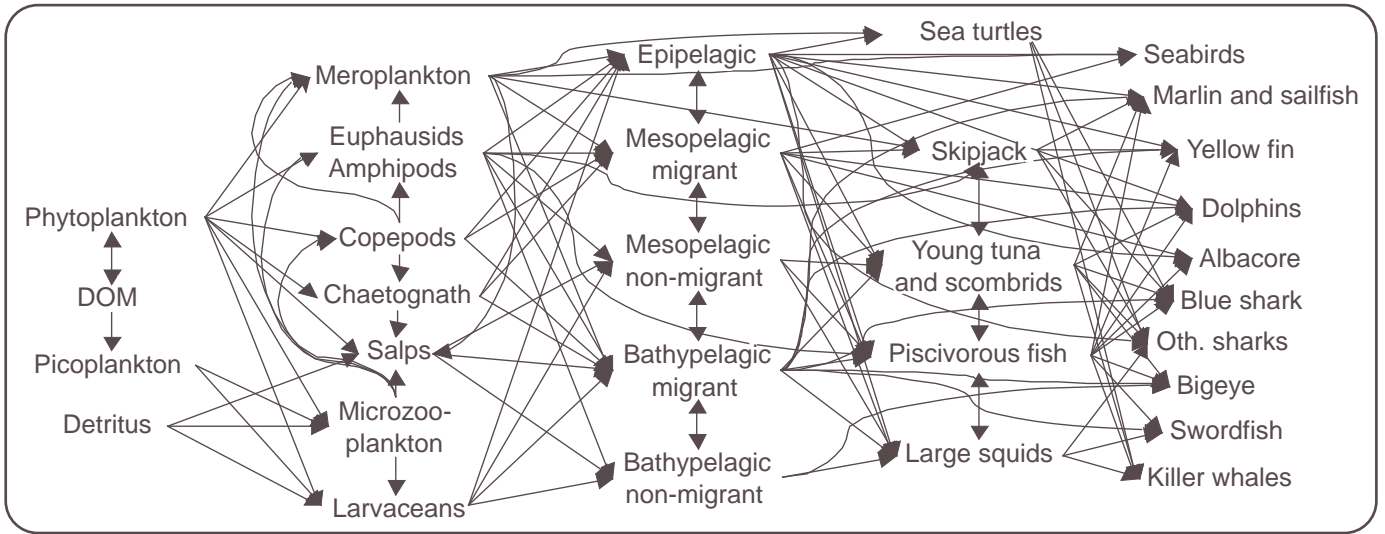 Phytoplankton
DOM
Picoplankton
Detritus
Meroplankton
Euphausids
Amphipods
Copepods
Chaetognath
Salps
Microzoo-
plankton
Larvaceans
Epipelagic
Mesopelagic
migrant
Mesopelagic
non-migrant
Bathypelagic
migrant
Bathypelagic
non-migrant
Sea turtles
Skipjack
Young tuna
and scombrids
Piscivorous fish
Large squids
Seabirds
Marlin and sailfish
Yellow fin
Dolphins
Albacore
Blue shark
Oth. sharks
Bigeye
Swordfish
Killer whales